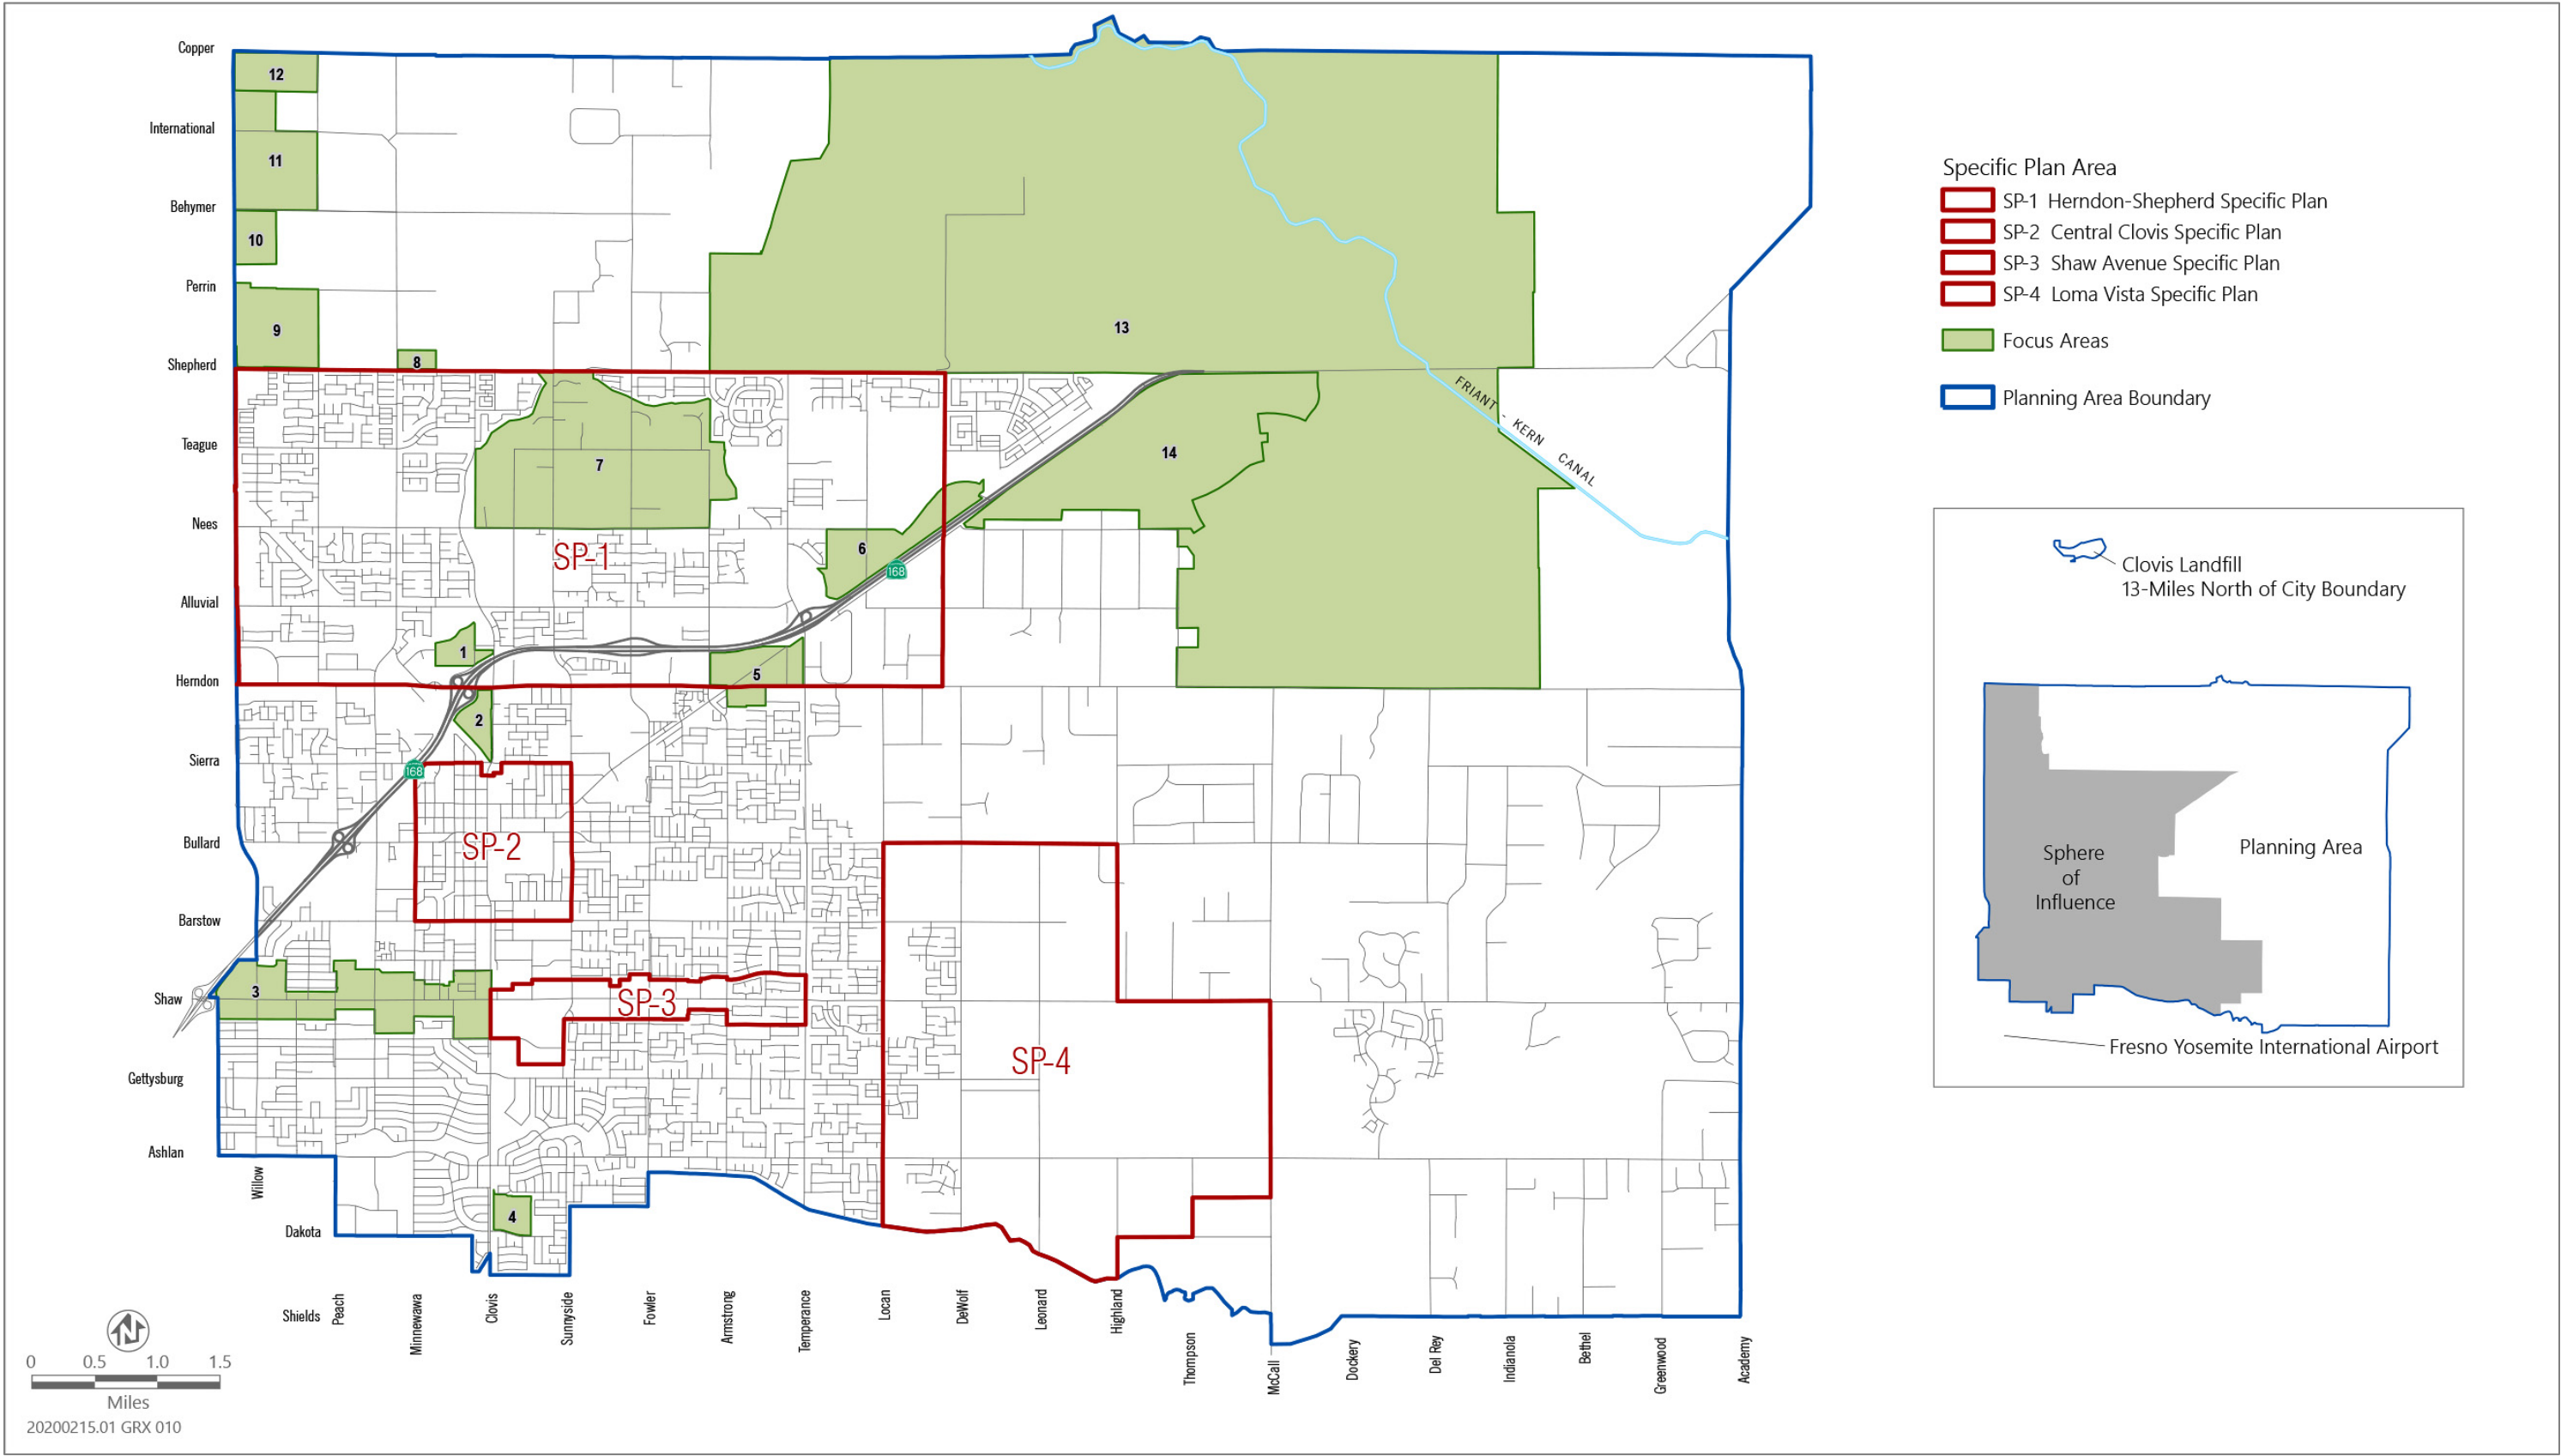 Copper
International
Behymer
Perrin
Shepherd
Teague
Nees
Alluvial
Herndon
Sierra
Bullard
Barstow
Shaw
Gettysburg
Ashlan
Dakota
Shields
12
11
10
9
8
13
7
14
6
168
SP-1
1
5
2
168
SP-2
3
SP-3
SP-4
4
FRIANT - KERN CANAL
Willow
Peach
Minnewawa
Clovis
Sunnyside
Fowler
Armstrong
Temperance
Locan
DeWolf
Leonard
Highland
Thompson
McCall
Dockery
Del Rey
Indianola
Bethel
Greenwood
Academy
N
0 0.5 1.0 1.5
Miles
20200215.01 GRX 010
Specific Plan Area
SP-1 Herndon-Shepherd Specific Plan
SP-2 Central Clovis Specific Plan
SP-3 Shaw Avenue Specific Plan
SP-4 Loma Vista Specific Plan
Focus Areas
Planning Area Boundary
Clovis Landfill
13-Miles North of City Boundary
Sphere
of
Influence
Planning Area
Fresno Yosemite International Airport